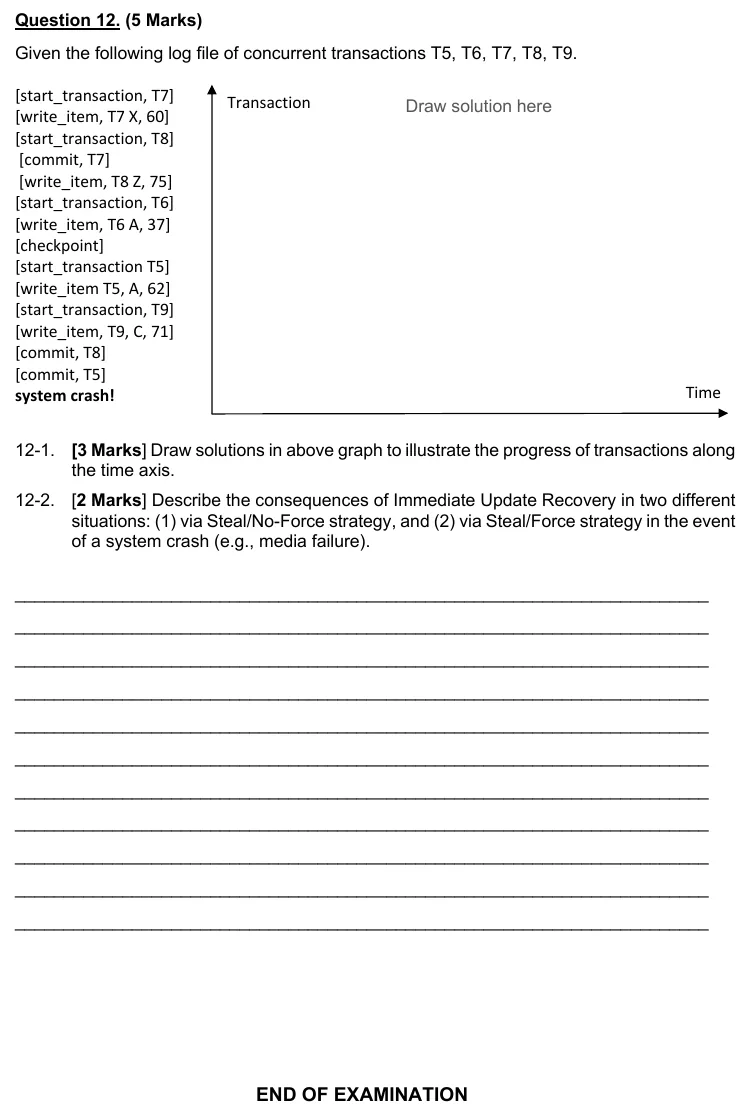 Question 12. (5 Marks)
Given the following log file of concurrent transactions T5, T6, T7, T8, T9.
[start_transaction, T7]
[write_item, T7 X, 60]
[start_transaction, T8]
[commit, T7]
[write_item, T8 Z, 75]
[start_transaction, T6]
[write_item, T6 A, 37]
[checkpoint]
[start_transaction T5]
[write_item T5, A, 62]
[start_transaction, T9]
[write_item, T9, C, 71]
[commit, T8]
[commit, T5]
system crash!
Transaction
Draw solution here
Time
12-1. [3 Marks] Draw solutions in above graph to illustrate the progress of transactions along
the time axis.
12-2. [2 Marks] Describe the consequences of Immediate Update Recovery in two different
situations: (1) via Steal/No-Force strategy, and (2) via Steal/Force strategy in the event
of a system crash (e.g., media failure).
END OF EXAMINATION